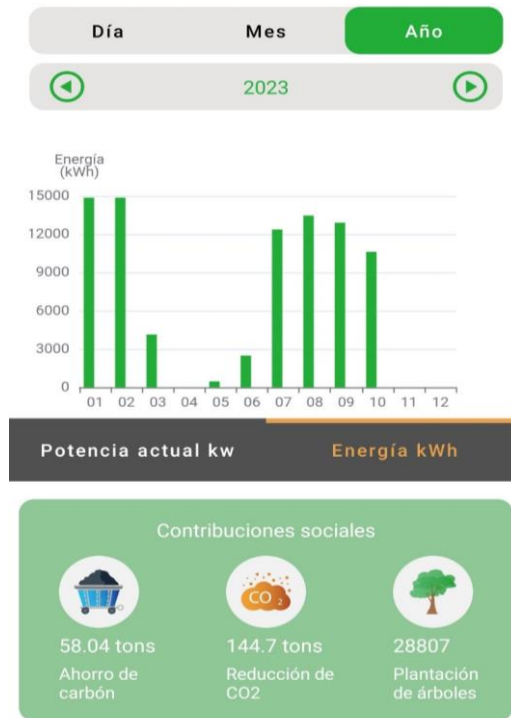 Día Mes Año
2023
Energía
(kWh)
15000
12000
9000
6000
3000
0
01 02 03 04 05 06 07 08 09 10 11 12
Potencia actual kw Energía kWh
Contribuciones sociales
CO 2
58.04 tons 144.7 tons 28807
Ahorro de Reducción de Plantación
carbón CO2 de árboles